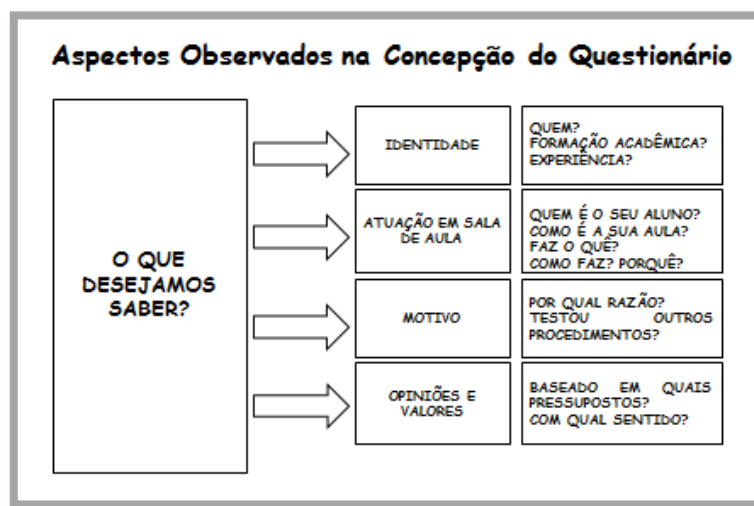 Aspectos Observados na Concepção do Questionário
O QUE
DESEJAMOS
SABER?
IDENTIDADE
QUEM?
FORMAÇÃO ACADÊMICA?
EXPERIÊNCIA?
ATUAÇÃO EM SALA
DE AULA
QUEM É O SEU ALUNO?
COMO É A SUA AULA?
FAZ O QUÊ?
COMO FAZ? PORQUÊ?
MOTIVO
POR QUAL RAZÃO?
TESTOU OUTROS
PROCEDIMENTOS?
OPINIÕES E
VALORES
BASEADO EM QUAIS
PRESSUPOSTOS?
COM QUAL SENTIDO?